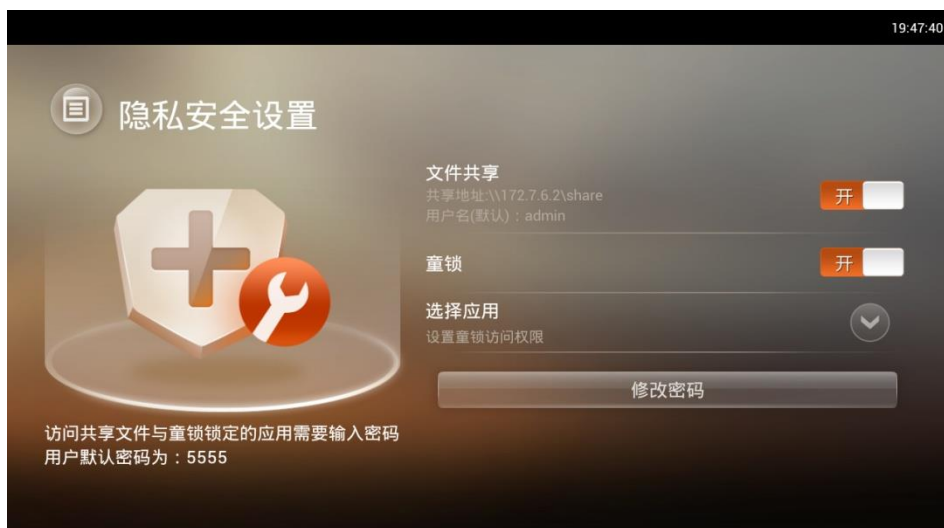 19:47:40
隐私安全设置
文件共享
共享地址:\\172.7.6.2\share
用户名(默认)：admin
开
童锁
开
选择应用
设置童锁访问权限
修改密码
访问共享文件与童锁锁定的应用需要输入密码
用户默认密码为：5555